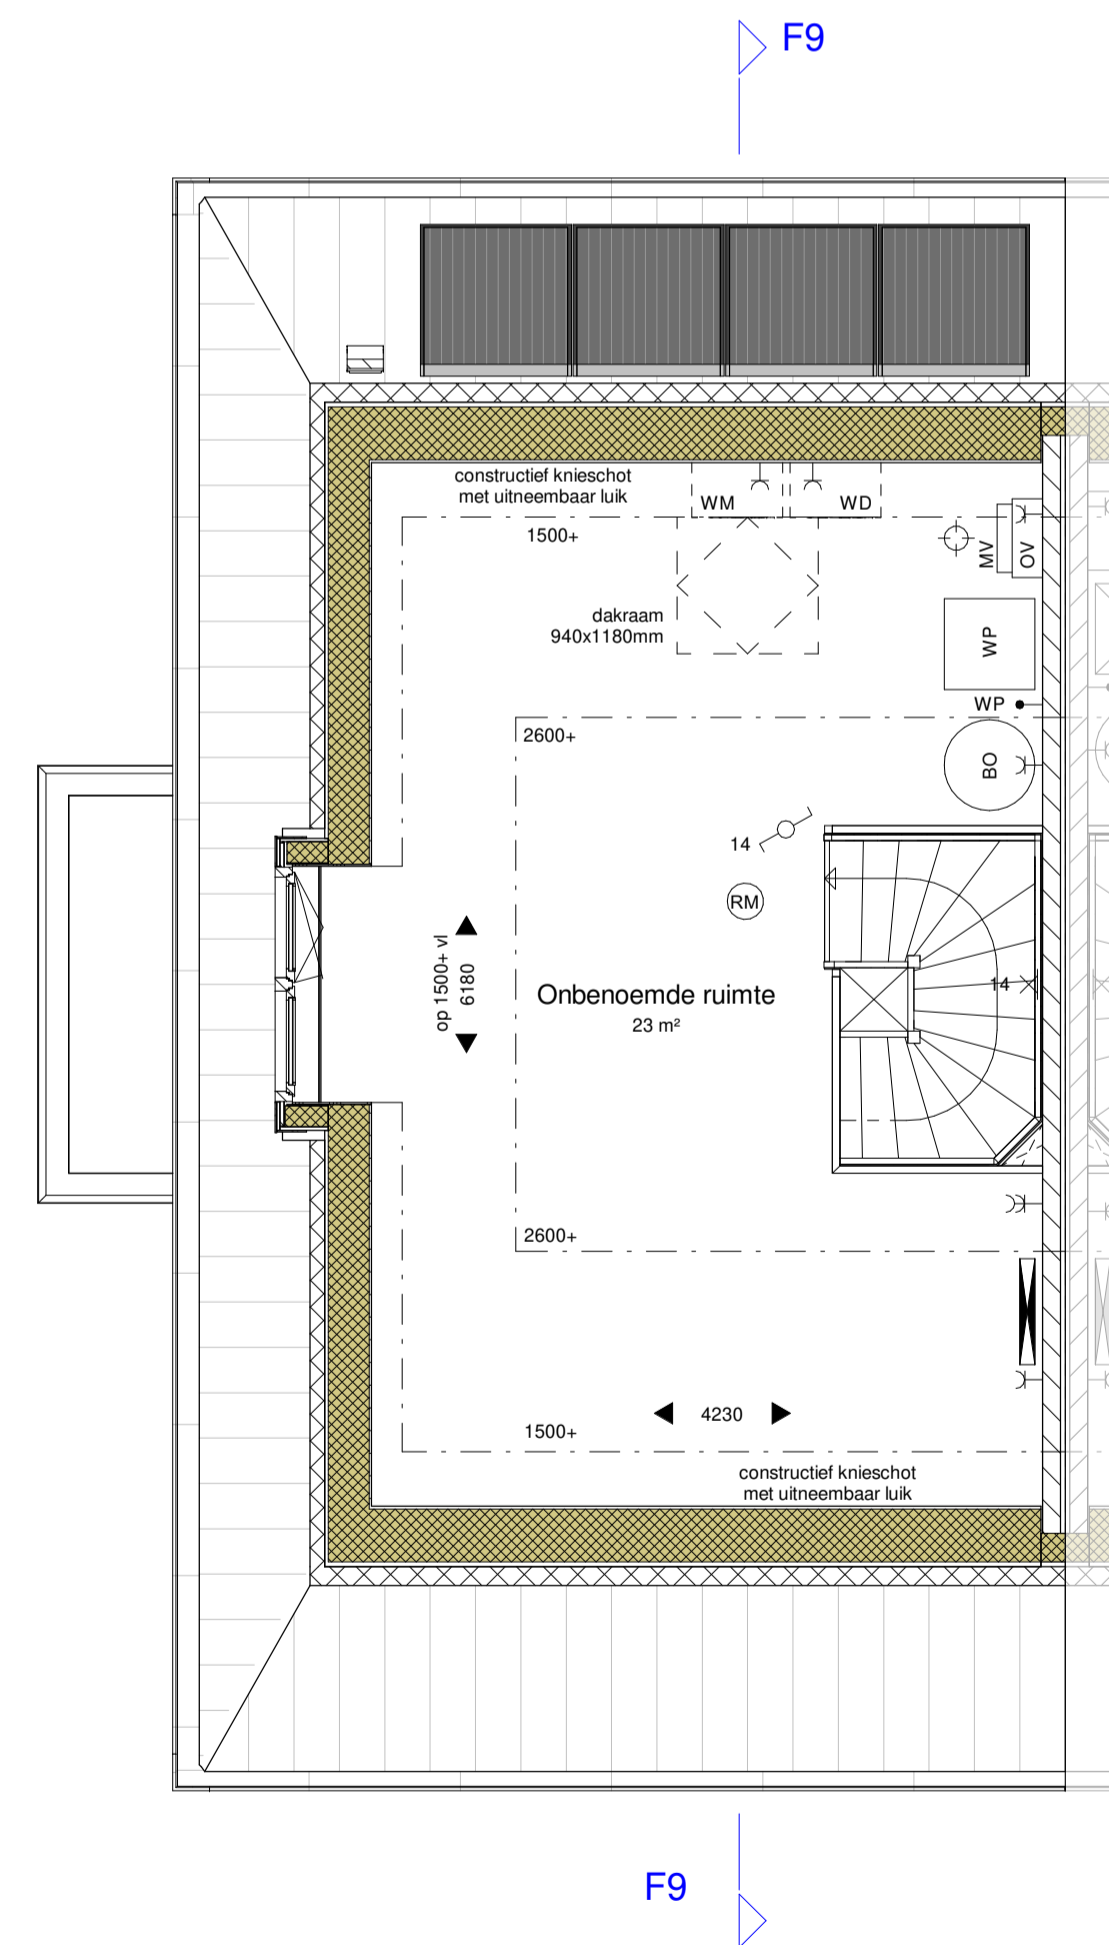 F9
constructief knieschot
met uitneembaar luik
WM
WD
1500+
MV
OV
dakraam
940x1180mm
WP
WP
2600+
BO
14
RM
op 1500+ vl
6180
Onbenoemde ruimte
23 m²
14
2600+
4230
1500+
constructief knieschot
met uitneembaar luik
F9